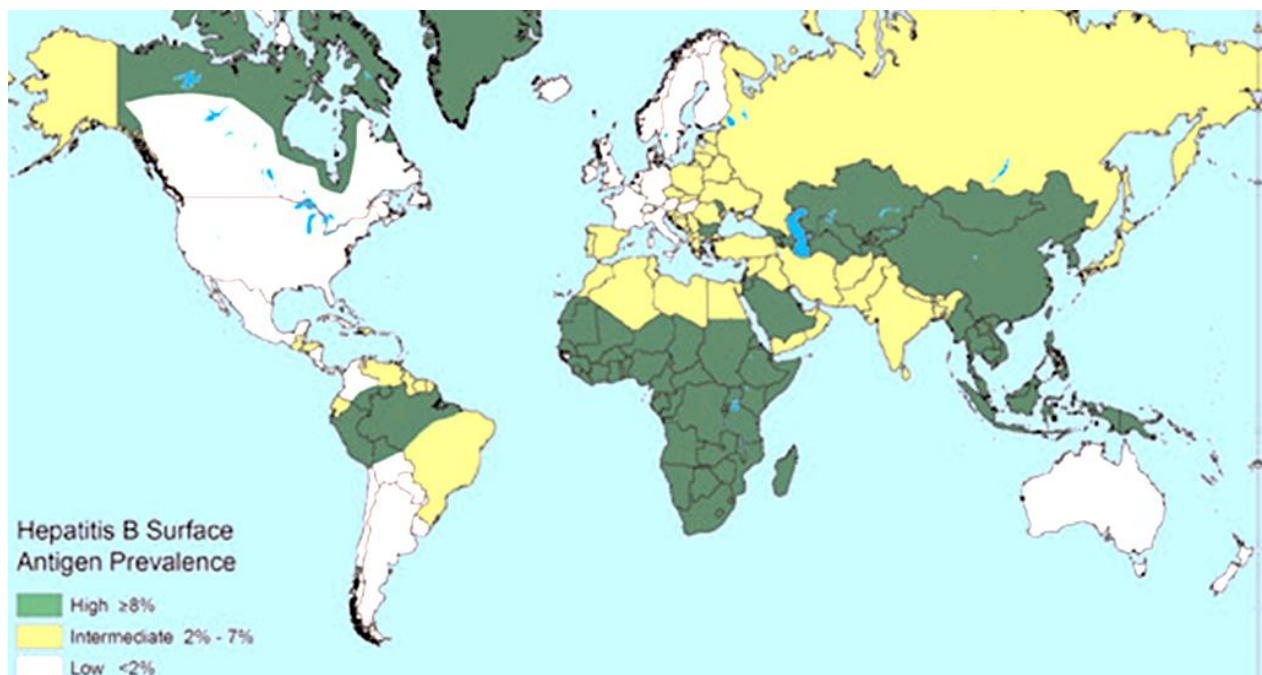 Hepatitis B Surface
Antigen Prevalence
High ≥8%
Intermediate 2% - 7%
Low <2%